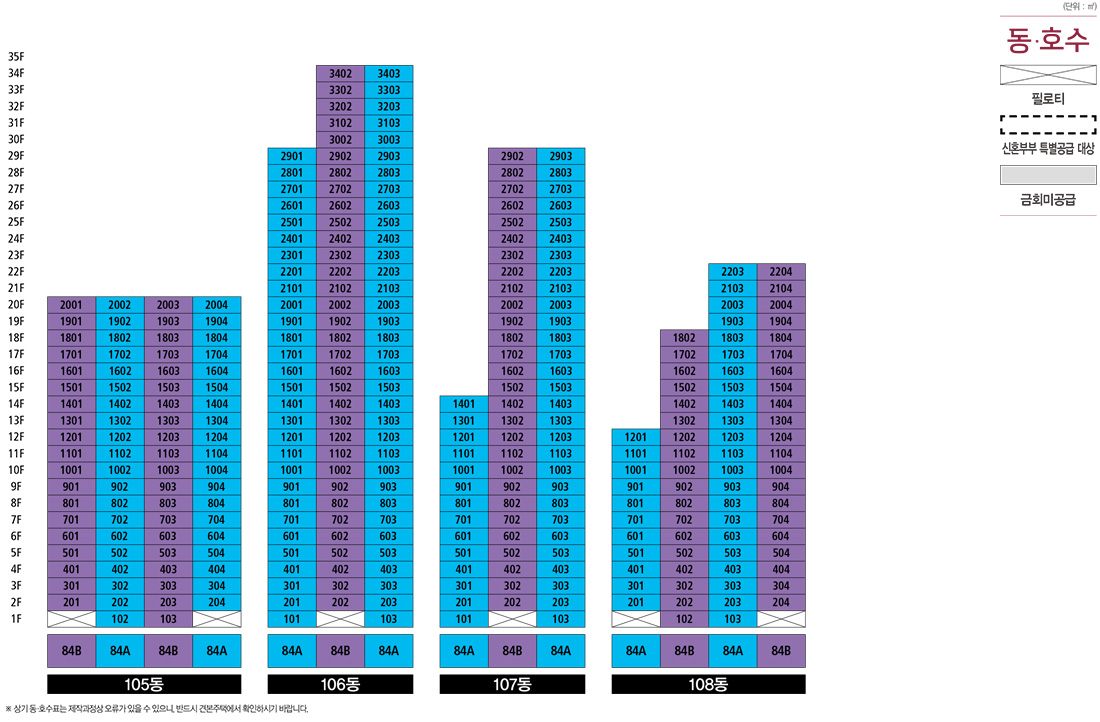 (단위 : ㎡)
동·호수
필로티
신혼부부 특별공급 대상
금회미공급
35F
34F 3402 3403
33F 3302 3303
32F 3202 3203
31F 3102 3103
30F 3002 3003
29F 2901 2902 2903 2902 2903
28F 2801 2802 2803 2802 2803
27F 2701 2702 2703 2702 2703
26F 2601 2602 2603 2602 2603
25F 2501 2502 2503 2502 2503
24F 2401 2402 2403 2402 2403
23F 2301 2302 2303 2302 2303
22F 2201 2202 2203 2202 2203 2203 2204
21F 2101 2102 2103 2102 2103 2103 2104
20F 2001 2002 2003 2004 2001 2002 2003 2002 2003 2003 2004
19F 1901 1902 1903 1904 1901 1902 1903 1902 1903 1903 1904
18F 1801 1802 1803 1804 1801 1802 1803 1802 1803 1802 1803 1804
17F 1701 1702 1703 1704 1701 1702 1703 1702 1703 1702 1703 1704
16F 1601 1602 1603 1604 1601 1602 1603 1602 1603 1602 1603 1604
15F 1501 1502 1503 1504 1501 1502 1503 1502 1503 1502 1503 1504
14F 1401 1402 1403 1404 1401 1402 1403 1401 1402 1403 1402 1403 1404
13F 1301 1302 1303 1304 1301 1302 1303 1301 1302 1303 1302 1303 1304
12F 1201 1202 1203 1204 1201 1202 1203 1201 1202 1203 1201 1202 1203 1204
11F 1101 1102 1103 1104 1101 1102 1103 1101 1102 1103 1101 1102 1103 1104
10F 1001 1002 1003 1004 1001 1002 1003 1001 1002 1003 1001 1002 1003 1004
9F 901 902 903 904 901 902 903 901 902 903 901 902 903 904
8F 801 802 803 804 801 802 803 801 802 803 801 802 803 804
7F 701 702 703 704 701 702 703 701 702 703 701 702 703 704
6F 601 602 603 604 601 602 603 601 602 603 601 602 603 604
5F 501 502 503 504 501 502 503 501 502 503 501 502 503 504
4F 401 402 403 404 401 402 403 401 402 403 401 402 403 404
3F 301 302 303 304 301 302 303 301 302 303 301 302 303 304
2F 201 202 203 204 201 202 203 201 202 203 201 202 203 204
1F 102 103 101 103 101 103 102 103
84B 84A 84B 84A 84A 84B 84A 84A 84B 84A 84A 84B 84A 84B
105동 106동 107동 108동
※ 상기 동·호수표는 제작과정상 오류가 있을 수 있으니, 반드시 견본주택에서 확인하시기 바랍니다.